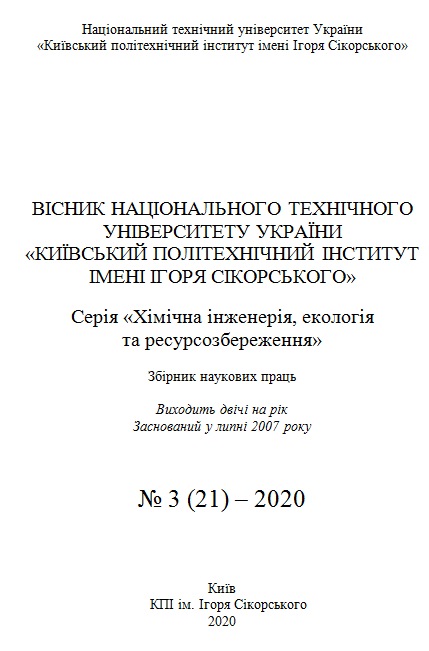 Національний технічний університет України
«Київський політехнічний інститут імені Ігоря Сікорського»
ВІСНИК НАЦІОНАЛЬНОГО ТЕХНІЧНОГО
УНІВЕРСИТЕТУ УКРАЇНИ
«КИЇВСЬКИЙ ПОЛІТЕХНІЧНИЙ ІНСТИТУТ
ІМЕНІ ІГОРЯ СІКОРСЬКОГО»
Серія «Хімічна інженерія, екологія
та ресурсозбереження»
Збірник наукових праць
Виходить двічі на рік
Заснований у липні 2007 року
№ 3 (21) – 2020
Київ
КПІ ім. Ігоря Сікорського
2020